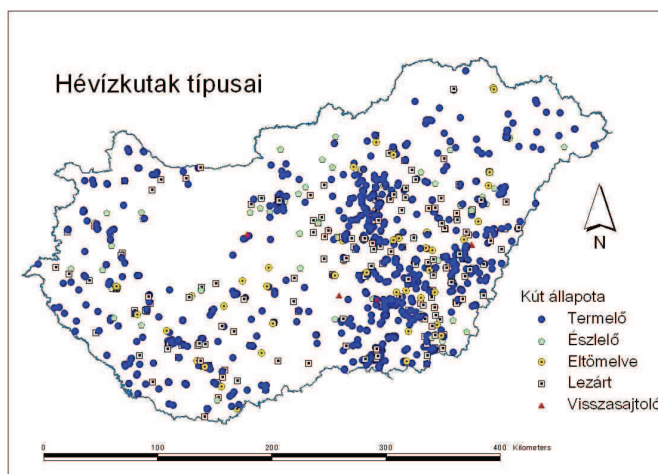 Hévízkutak típusai
N
Kút állapota
Termelő
Észlelő
Eltömelve
Lezárt
Visszasajtoló
0 100 200 300 400 Kilometers